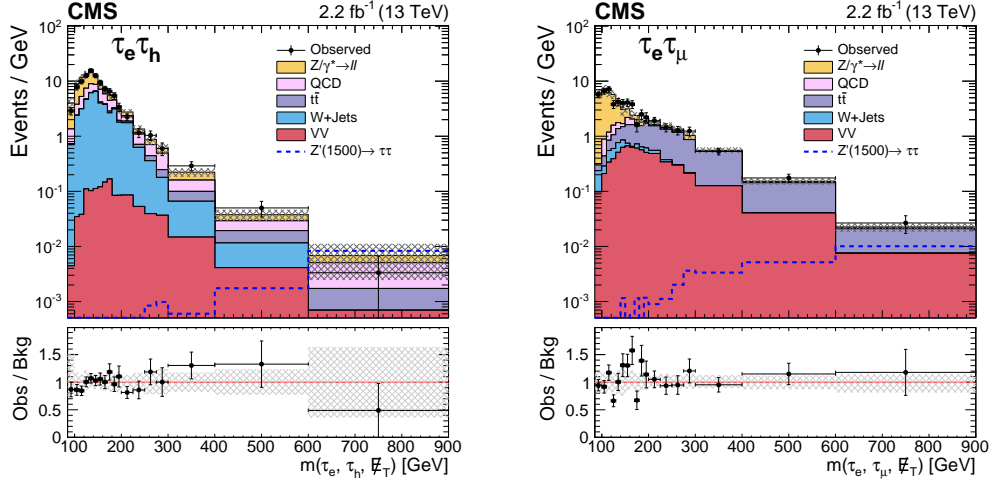 CMS 2.2 fb⁻¹ (13 TeV)
τₑτₕ
Events / GeV
10²
10
1
10⁻¹
10⁻²
10⁻³
Observed
Z/γ*→ll
QCD
tt̄
W+Jets
VV
Z'(1500)→ ττ
Obs / Bkg
1.5
1
0.5
0
100 200 300 400 500 600 700 800 900
m(τₑ, τₕ, E̸_T) [GeV]
CMS 2.2 fb⁻¹ (13 TeV)
τₑτ_μ
Events / GeV
10²
10
1
10⁻¹
10⁻²
10⁻³
Observed
Z/γ*→ll
QCD
tt̄
W+Jets
VV
Z'(1500)→ ττ
Obs / Bkg
1.5
1
0.5
0
100 200 300 400 500 600 700 800 900
m(τₑ, τ_μ, E̸_T) [GeV]